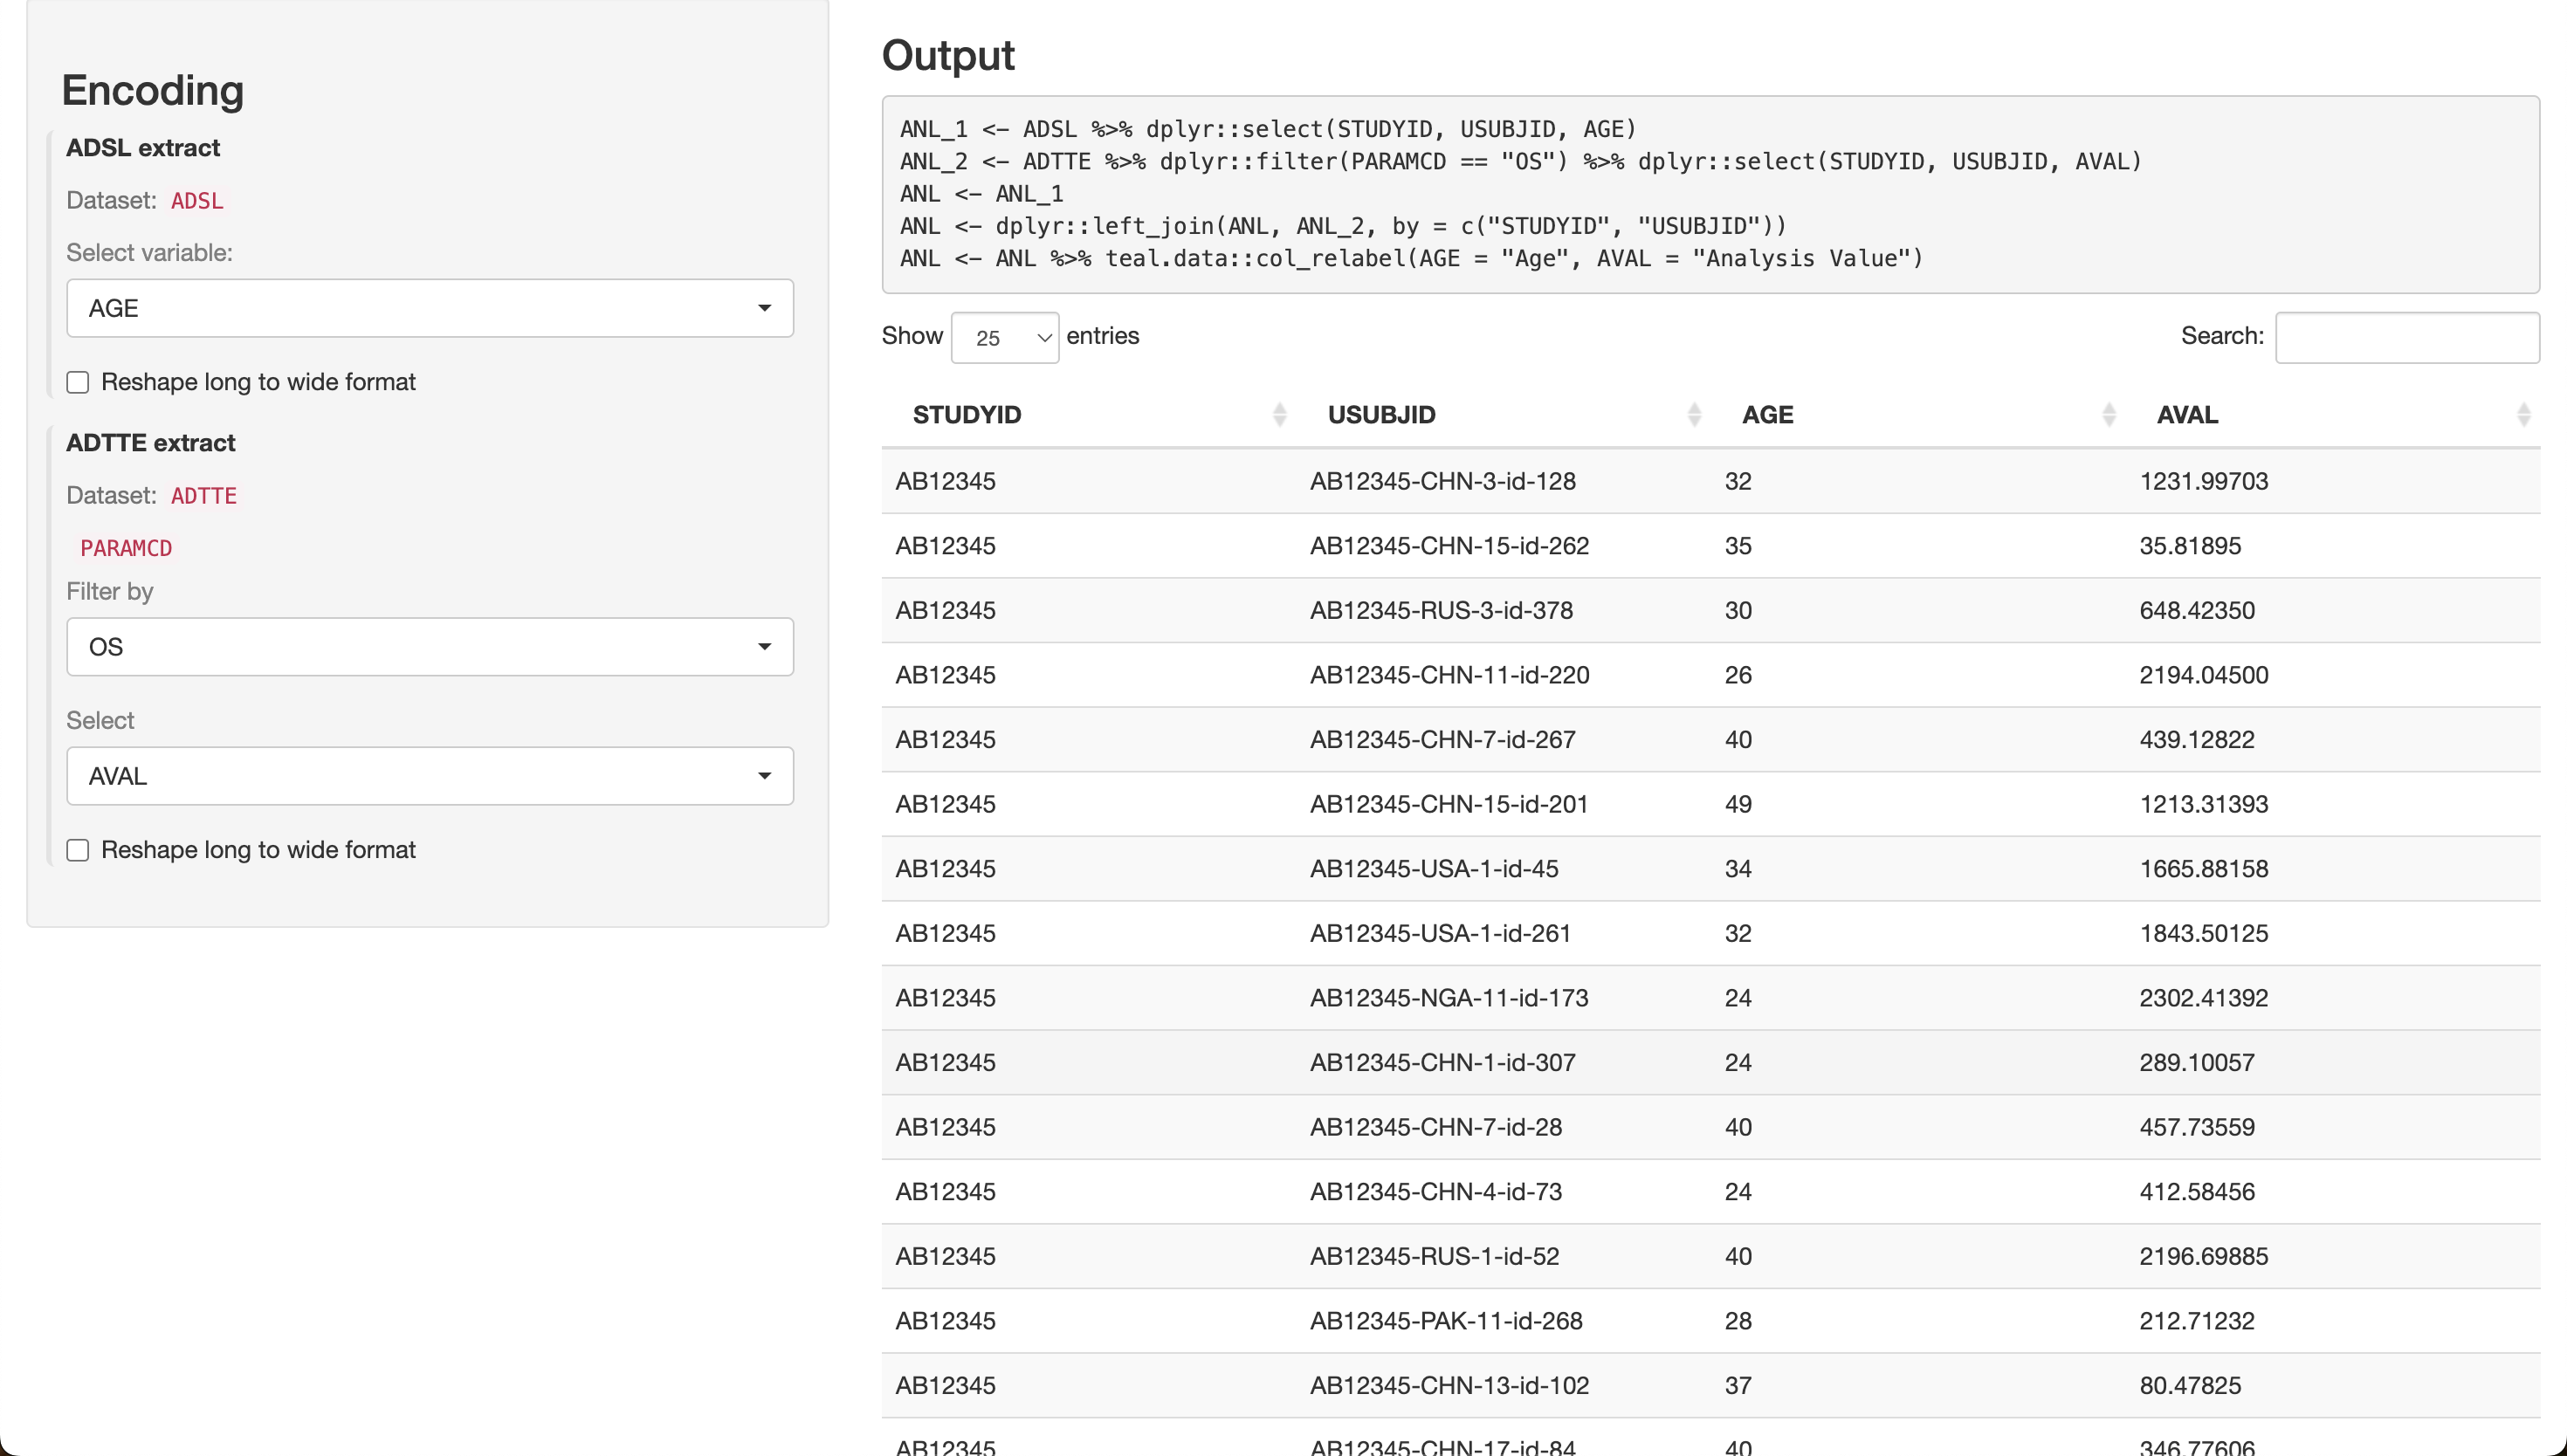 Encoding
ADSL extract
Dataset: ADSL
Select variable:
AGE
Reshape long to wide format
ADTTE extract
Dataset: ADTTE
PARAMCD
Filter by
OS
Select
AVAL
Reshape long to wide format
Output
ANL_1 <- ADSL %>% dplyr::select(STUDYID, USUBJID, AGE)
ANL_2 <- ADTTE %>% dplyr::filter(PARAMCD == "OS") %>% dplyr::select(STUDYID, USUBJID, AVAL)
ANL <- ANL_1
ANL <- dplyr::left_join(ANL, ANL_2, by = c("STUDYID", "USUBJID"))
ANL <- ANL %>% teal.data::col_relabel(AGE = "Age", AVAL = "Analysis Value")
Show 25 entries Search:
STUDYID USUBJID AGE AVAL
AB12345 AB12345-CHN-3-id-128 32 1231.99703
AB12345 AB12345-CHN-15-id-262 35 35.81895
AB12345 AB12345-RUS-3-id-378 30 648.42350
AB12345 AB12345-CHN-11-id-220 26 2194.04500
AB12345 AB12345-CHN-7-id-267 40 439.12822
AB12345 AB12345-CHN-15-id-201 49 1213.31393
AB12345 AB12345-USA-1-id-45 34 1665.88158
AB12345 AB12345-USA-1-id-261 32 1843.50125
AB12345 AB12345-NGA-11-id-173 24 2302.41392
AB12345 AB12345-CHN-1-id-307 24 289.10057
AB12345 AB12345-CHN-7-id-28 40 457.73559
AB12345 AB12345-CHN-4-id-73 24 412.58456
AB12345 AB12345-RUS-1-id-52 40 2196.69885
AB12345 AB12345-PAK-11-id-268 28 212.71232
AB12345 AB12345-CHN-13-id-102 37 80.47825
AB12345 AB12345-CHN-17-id-84 40 346.77606